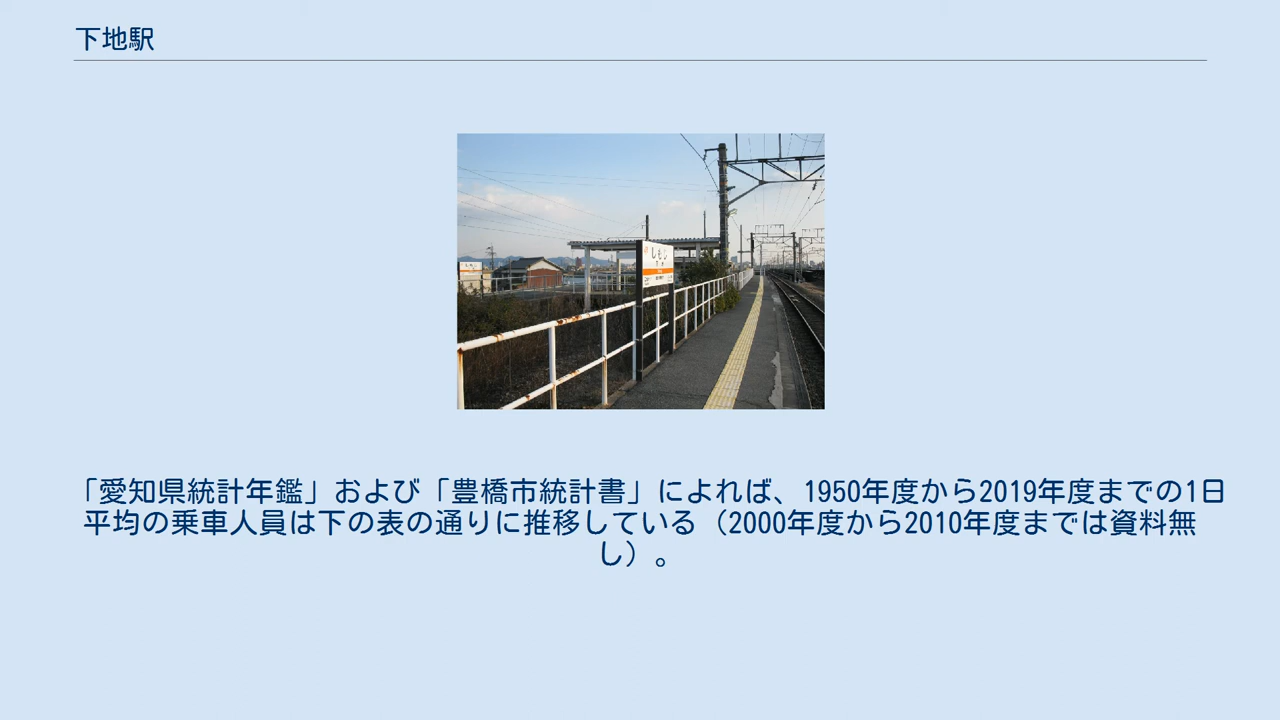 下地駅
しもじ
「愛知県統計年鑑」および「豊橋市統計書」によれば、1950年度から2019年度までの1日
平均の乗車人員は下の表の通りに推移している（2000年度から2010年度までは資料無
し）。